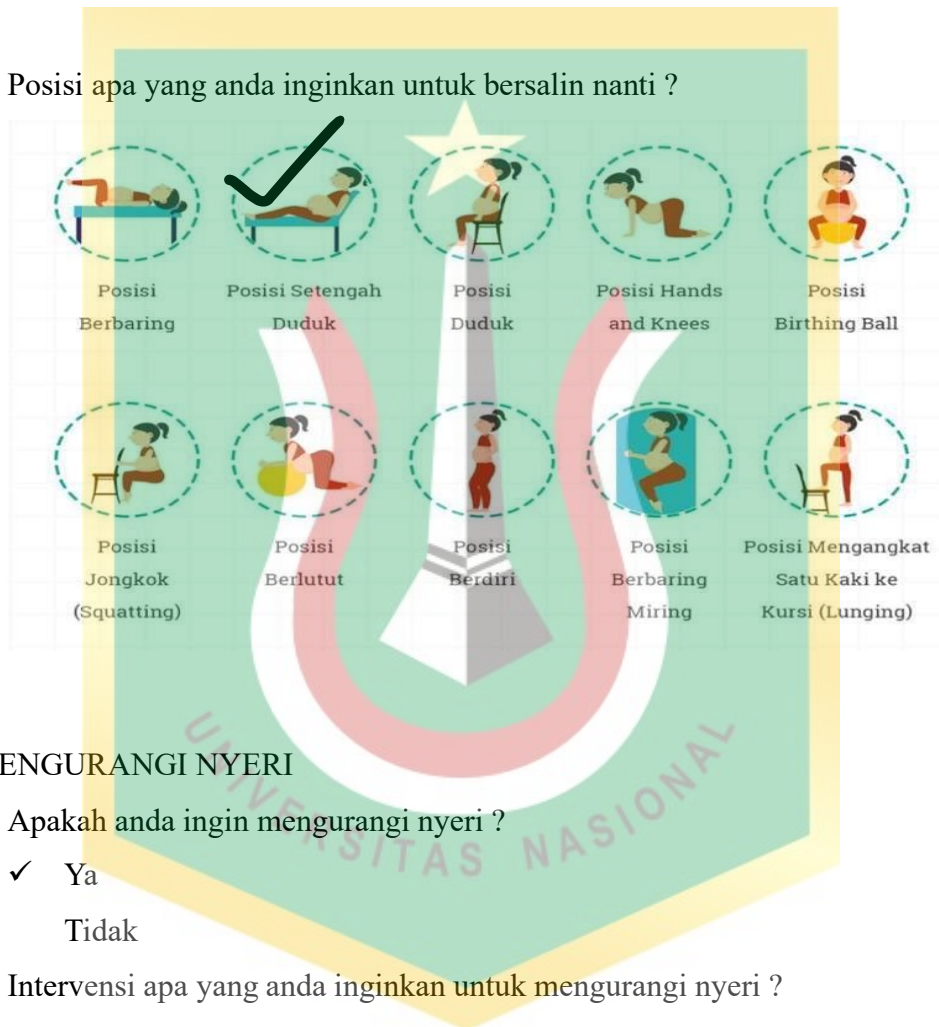 Posisi apa yang anda inginkan untuk bersalin nanti ?
Posisi Berbaring
Posisi Setengah Duduk
Posisi Duduk
Posisi Hands and Knees
Posisi Birthing Ball
Posisi Jongkok (Squatting)
Posisi Berlutut
Posisi Berdiri
Posisi Berbaring Miring
Posisi Mengangkat Satu Kaki ke Kursi (Lunging)
ENGURANGI NYERI
Apakah anda ingin mengurangi nyeri ?
✓ Ya
Tidak
Intervensi apa yang anda inginkan untuk mengurangi nyeri ?
UNIVERSITAS NASIONAL